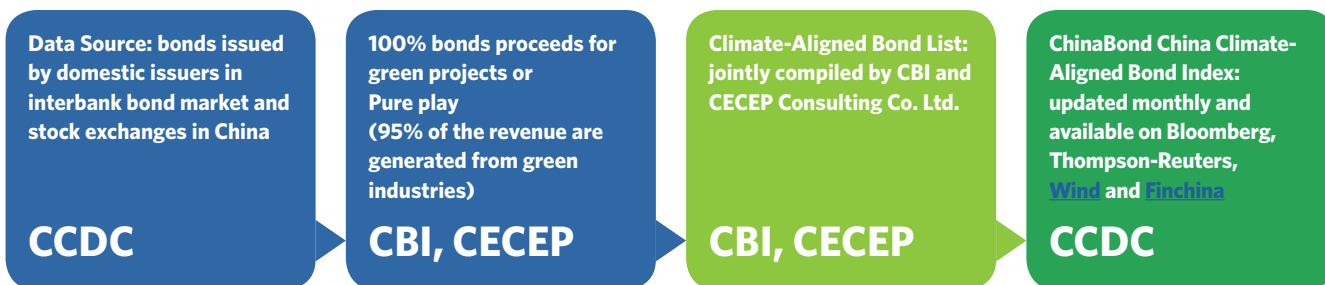 Data Source: bonds issued
by domestic issuers in
interbank bond market and
stock exchanges in China
CCDC
100% bonds proceeds for
green projects or
Pure play
(95% of the revenue are
generated from green
industries)
CBI, CECEP
Climate-Aligned Bond List:
jointly compiled by CBI and
CECEP Consulting Co. Ltd.
CBI, CECEP
ChinaBond China Climate-
Aligned Bond Index:
updated monthly and
available on Bloomberg,
Thompson-Reuters,
Wind and Finchina
CCDC